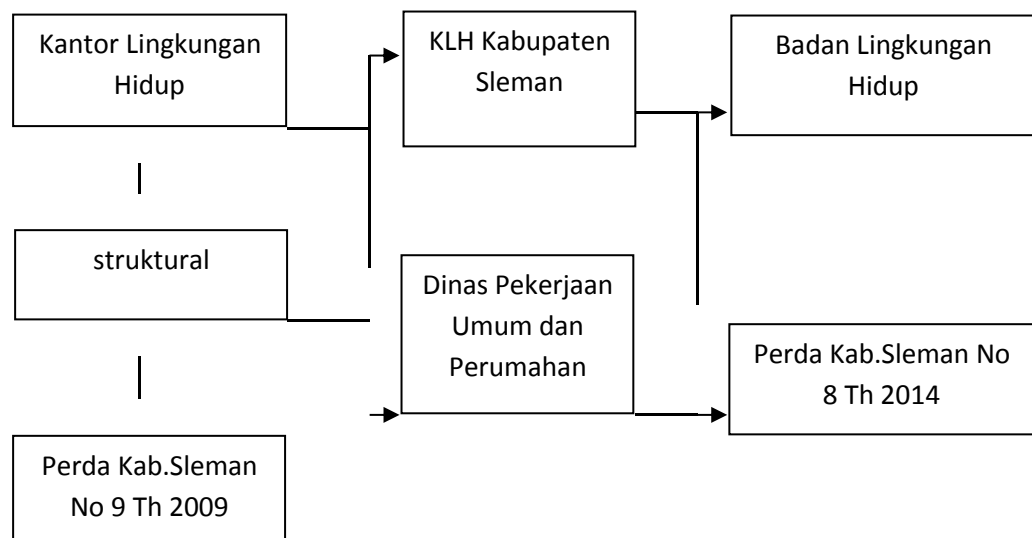 Kantor Lingkungan
Hidup
KLH Kabupaten
Sleman
Badan Lingkungan
Hidup
struktural
Dinas Pekerjaan
Umum dan
Perumahan
Perda Kab.Sleman No
8 Th 2014
Perda Kab.Sleman
No 9 Th 2009